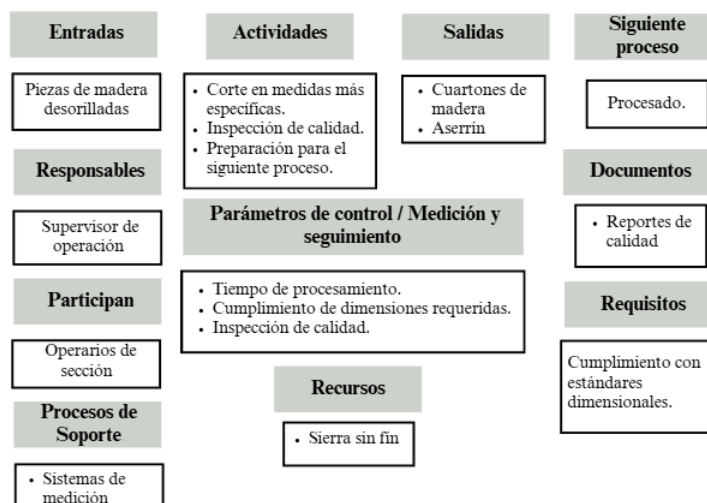 Entradas
Piezas de madera
desorilladas
Responsables
Supervisor de
operación
Participan
Operarios de
sección
Procesos de
Soporte
• Sistemas de
medición
Actividades
• Corte en medidas más
específicas.
• Inspección de calidad.
• Preparación para el
siguiente proceso.
Salidas
• Cuartones de
madera
• Aserrín
Parámetros de control / Medición y
seguimiento
• Tiempo de procesamiento.
• Cumplimiento de dimensiones requeridas.
• Inspección de calidad.
Recursos
• Sierra sin fín
Siguiente
proceso
Procesado.
Documentos
• Reportes de
calidad
Requisitos
Cumplimiento con
estándares
dimensionales.